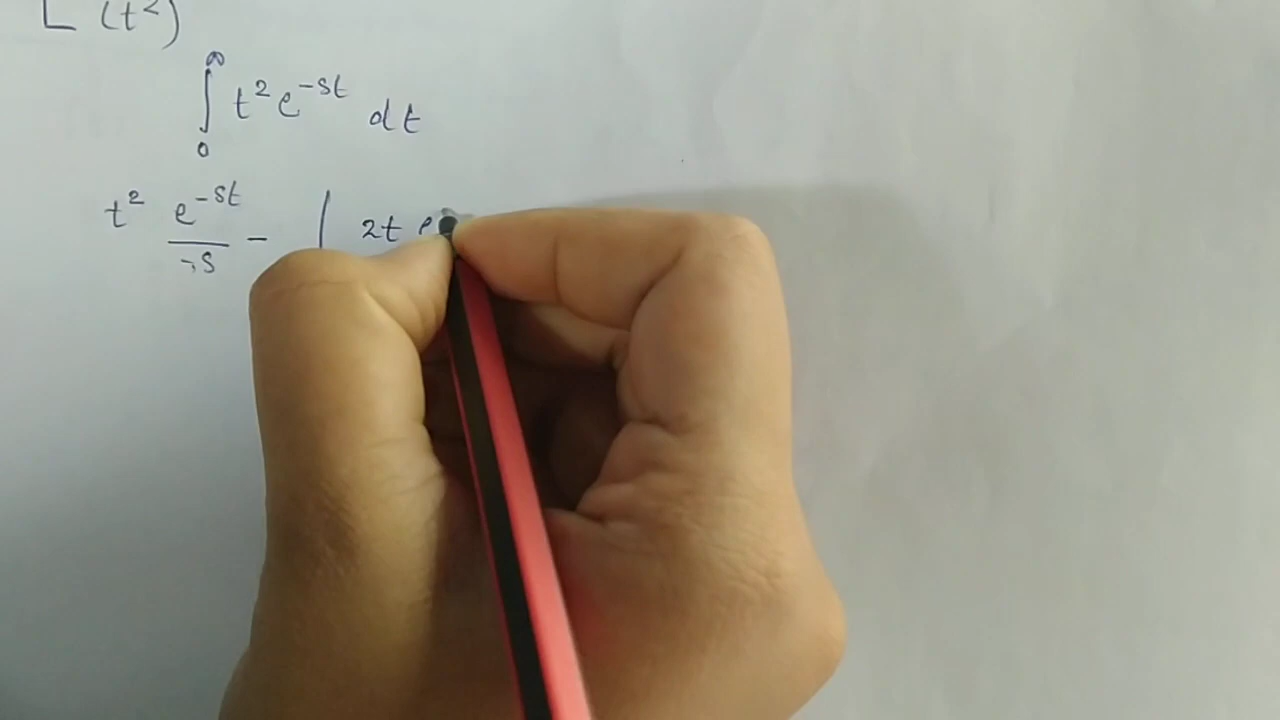 L (t²)
∫₀^∞ t² e^{-st} dt
t² e^{-st}/-s - ∫ 2t e